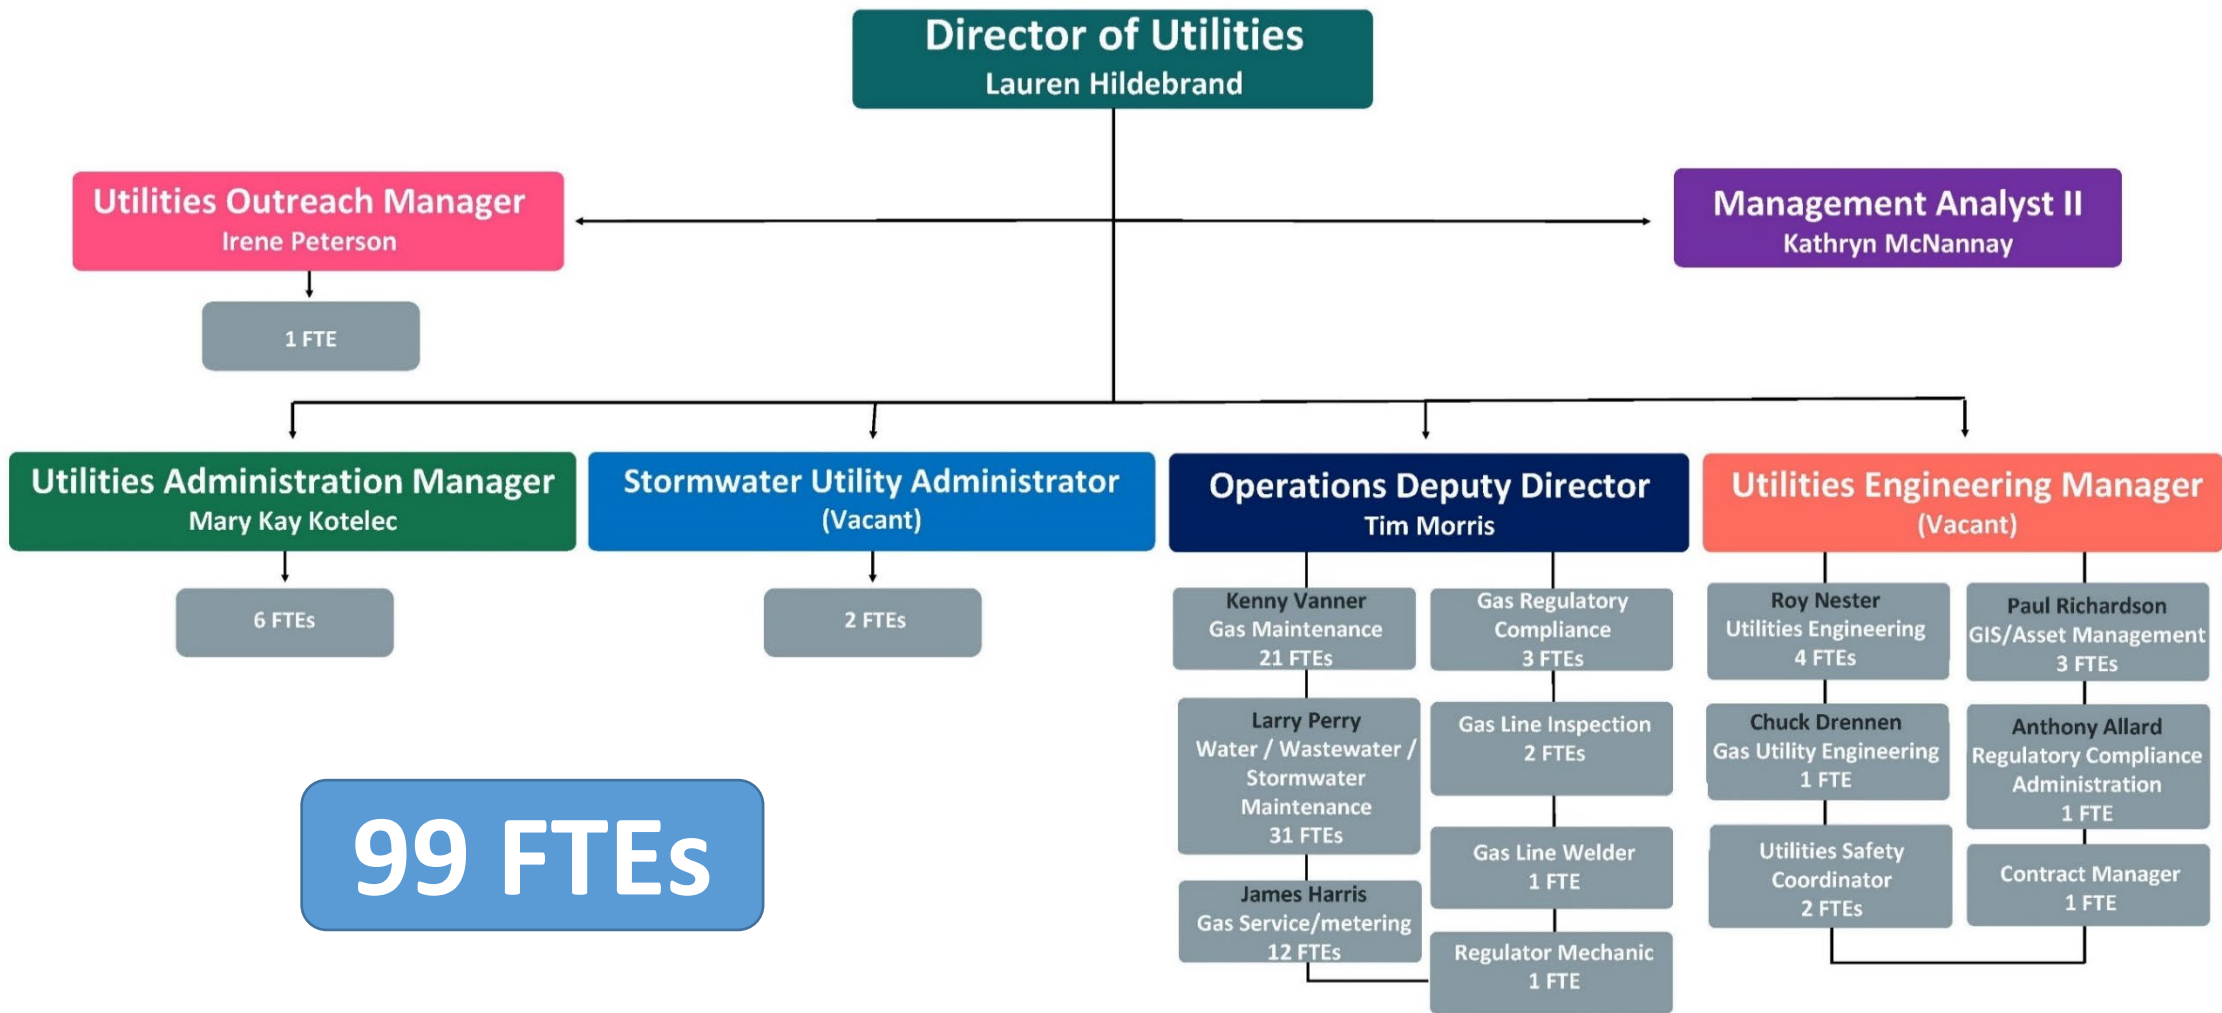 Director of Utilities
Lauren Hildebrand
Utilities Outreach Manager
Irene Peterson
Management Analyst II
Kathryn McNannay
1 FTE
Utilities Administration Manager
Mary Kay Kotelec
6 FTEs
Stormwater Utility Administrator
(Vacant)
2 FTEs
Operations Deputy Director
Tim Morris
Kenny Vanner
Gas Maintenance
21 FTEs
Larry Perry
Water / Wastewater /
Stormwater
Maintenance
31 FTEs
James Harris
Gas Service/metering
12 FTEs
Gas Regulatory
Compliance
3 FTEs
Gas Line Inspection
2 FTEs
Gas Line Welder
1 FTE
Regulator Mechanic
1 FTE
Utilities Engineering Manager
(Vacant)
Roy Nester
Utilities Engineering
4 FTEs
Chuck Drennen
Gas Utility Engineering
1 FTE
Utilities Safety
Coordinator
2 FTEs
Paul Richardson
GIS/Asset Management
3 FTEs
Anthony Allard
Regulatory Compliance
Administration
1 FTE
Contract Manager
1 FTE
99 FTEs